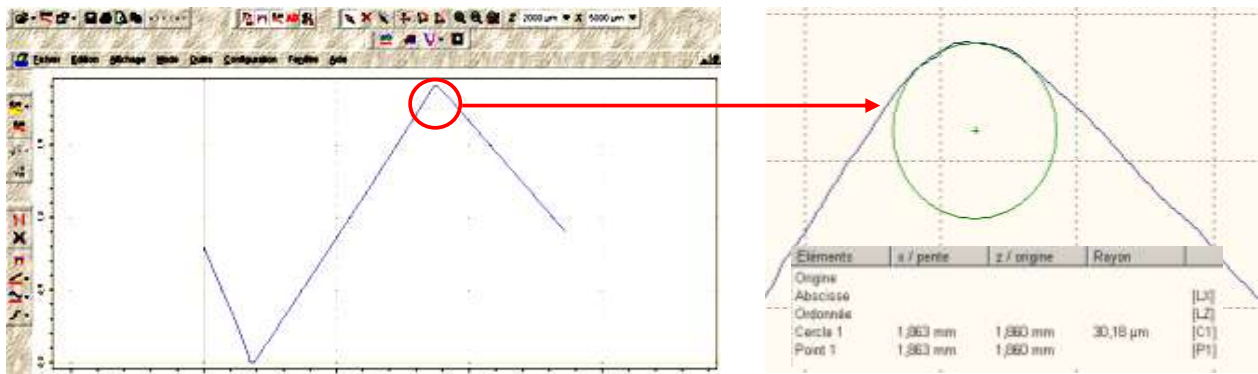 Z 2000 µm X 5000 µm
Fichier Edition Affichage Mode Outils Configuration Fenêtre Aide
Eléments x / pente z / origine Rayon
Origine
Abscisse [LX]
Ordonnée [LZ]
Cercle 1 1,863 mm 1,860 mm 30,18 µm [C1]
Point 1 1,863 mm 1,860 mm [P1]